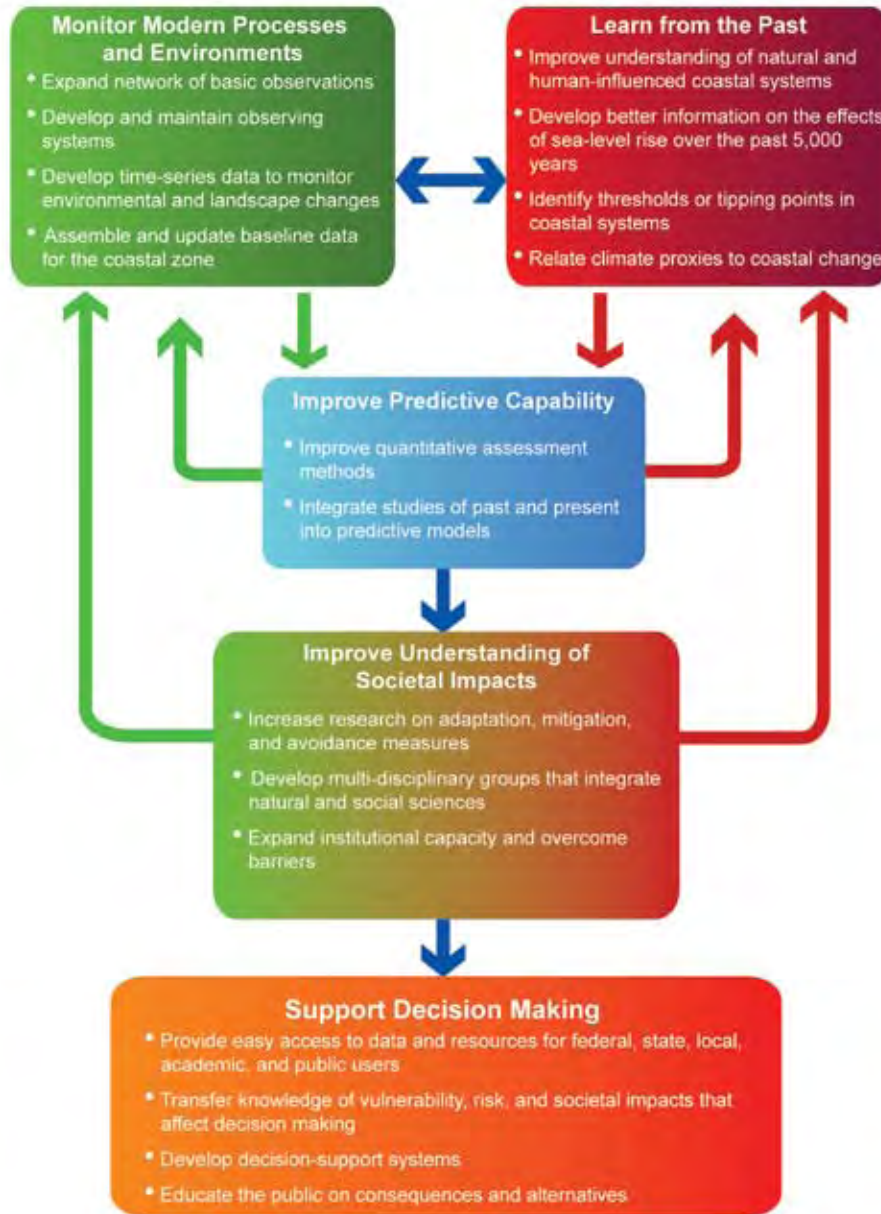 Monitor Modern Processes
and Environments
• Expand network of basic observations
• Develop and maintain observing
systems
• Develop time-series data to monitor
environmental and landscape changes
• Assemble and update baseline data
for the coastal zone
Learn from the Past
• Improve understanding of natural and
human-influenced coastal systems
• Develop better information on the effects
of sea-level rise over the past 5,000
years
• Identify thresholds or tipping points in
coastal systems
• Relate climate proxies to coastal change
Improve Predictive Capability
• Improve quantitative assessment
methods
• Integrate studies of past and present
into predictive models
Improve Understanding of
Societal Impacts
• Increase research on adaptation, mitigation,
and avoidance measures
• Develop multi-disciplinary groups that integrate
natural and social sciences
• Expand institutional capacity and overcome
barriers
Support Decision Making
• Provide easy access to data and resources for federal, state, local,
academic, and public users
• Transfer knowledge of vulnerability, risk, and societal impacts that
affect decision making
• Develop decision-support systems
• Educate the public on consequences and alternatives